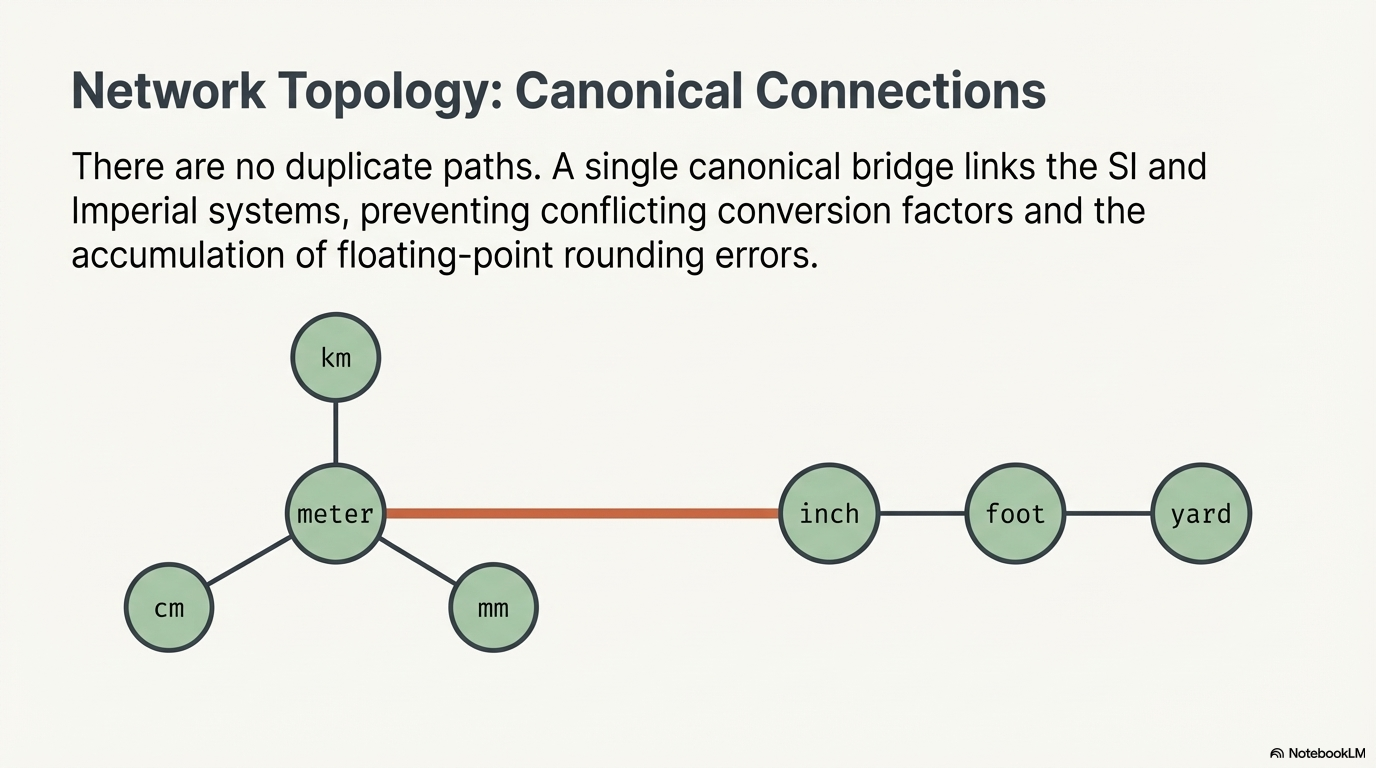 Network Topology: Canonical Connections
There are no duplicate paths. A single canonical bridge links the SI and
Imperial systems, preventing conflicting conversion factors and the
accumulation of floating-point rounding errors.
km
meter
inch
foot
yard
cm
mm
NotebookLM